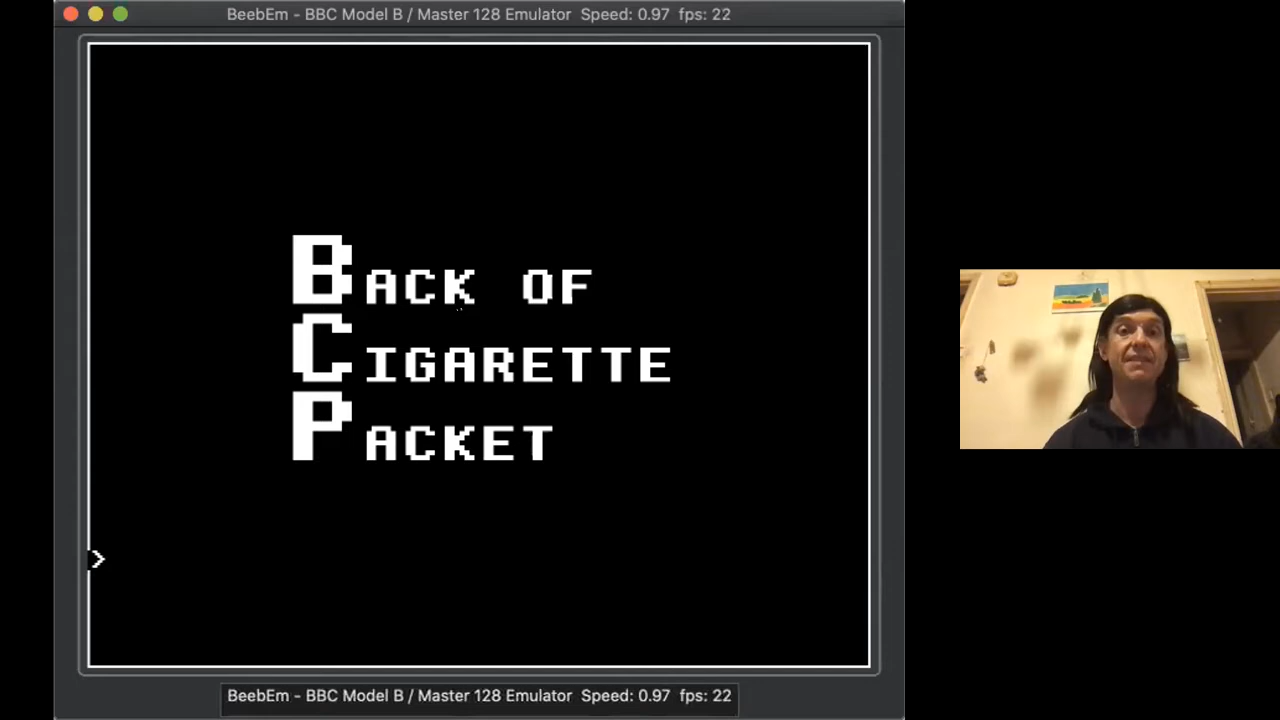 BeebEm - BBC Model B / Master 128 Emulator Speed: 0.97 fps: 22
BACK OF
CIGARETTE
PACKET
>
BeebEm - BBC Model B / Master 128 Emulator Speed: 0.97 fps: 22